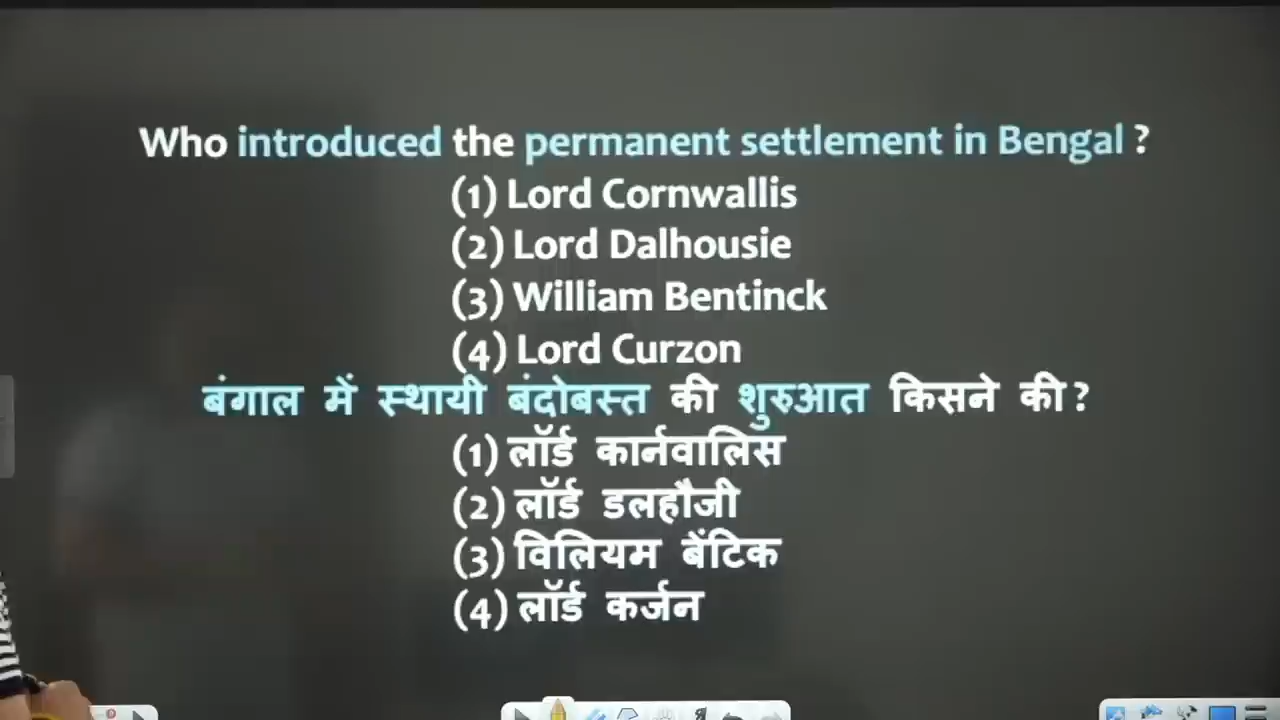 Who introduced the permanent settlement in Bengal ?
(1) Lord Cornwallis
(2) Lord Dalhousie
(3) William Bentinck
(4) Lord Curzon
बंगाल में स्थायी बंदोबस्त की शुरुआत किसने की ?
(1) लॉर्ड कार्नवालिस
(2) लॉर्ड डलहौजी
(3) विलियम बेंटिक
(4) लॉर्ड कर्जन